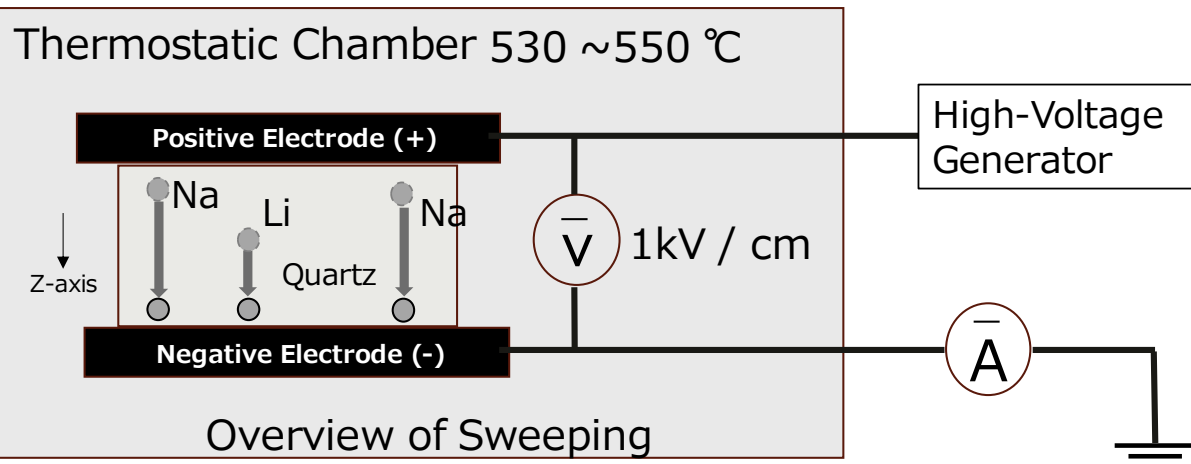 Thermostatic Chamber 530 ~550 ℃
Positive Electrode (+)
High-Voltage
Generator
Na
Li
Na
Z-axis
Quartz
V
1kV / cm
Negative Electrode (-)
A
Overview of Sweeping